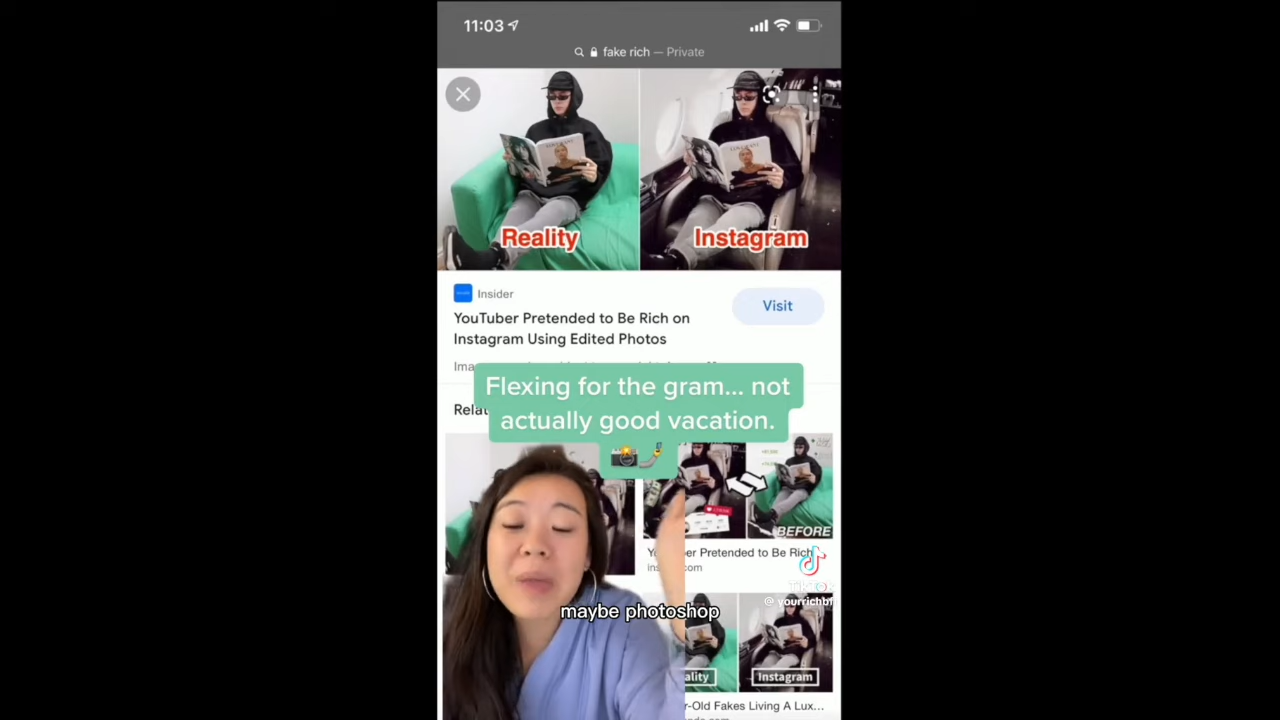 11:03
fake rich — Private
Reality
Instagram
Insider
Visit
YouTuber Pretended to Be Rich on
Instagram Using Edited Photos
Flexing for the gram... not
actually good vacation.
BEFORE
er Pretended to Be Rich
maybe photoshop
TikTok
@yourrichbf
Instagram
-Old Fakes Living A Lux...